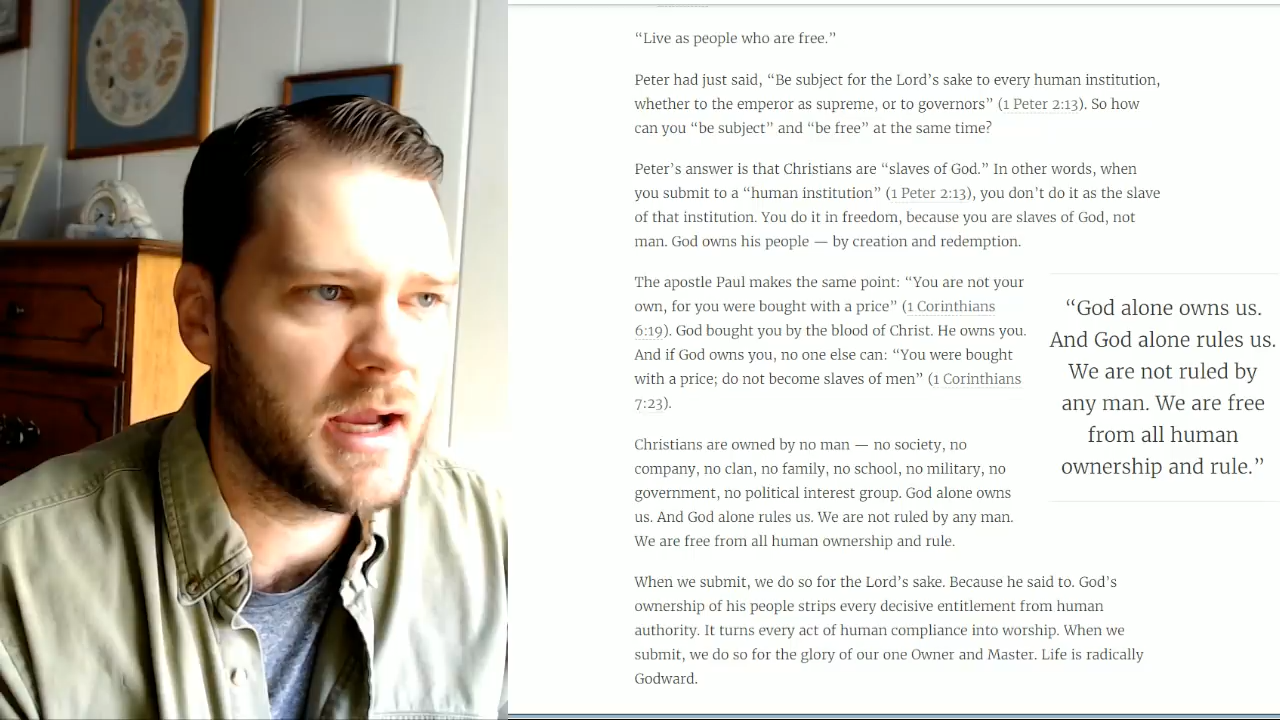 “Live as people who are free.”
Peter had just said, “Be subject for the Lord’s sake to every human institution,
whether to the emperor as supreme, or to governors” (1 Peter 2:13). So how
can you “be subject” and “be free” at the same time?
Peter’s answer is that Christians are “slaves of God.” In other words, when
you submit to a “human institution” (1 Peter 2:13), you don’t do it as the slave
of that institution. You do it in freedom, because you are slaves of God, not
man. God owns his people — by creation and redemption.
The apostle Paul makes the same point: “You are not your
own, for you were bought with a price” (1 Corinthians
6:19). God bought you by the blood of Christ. He owns you.
And if God owns you, no one else can: “You were bought
with a price; do not become slaves of men” (1 Corinthians
7:23).
Christians are owned by no man — no society, no
company, no clan, no family, no school, no military, no
government, no political interest group. God alone owns
us. And God alone rules us. We are not ruled by any man.
We are free from all human ownership and rule.
“God alone owns us.
And God alone rules us.
We are not ruled by
any man. We are free
from all human
ownership and rule.”
When we submit, we do so for the Lord’s sake. Because he said to. God’s
ownership of his people strips every decisive entitlement from human
authority. It turns every act of human compliance into worship. When we
submit, we do so for the glory of our one Owner and Master. Life is radically
Godward.